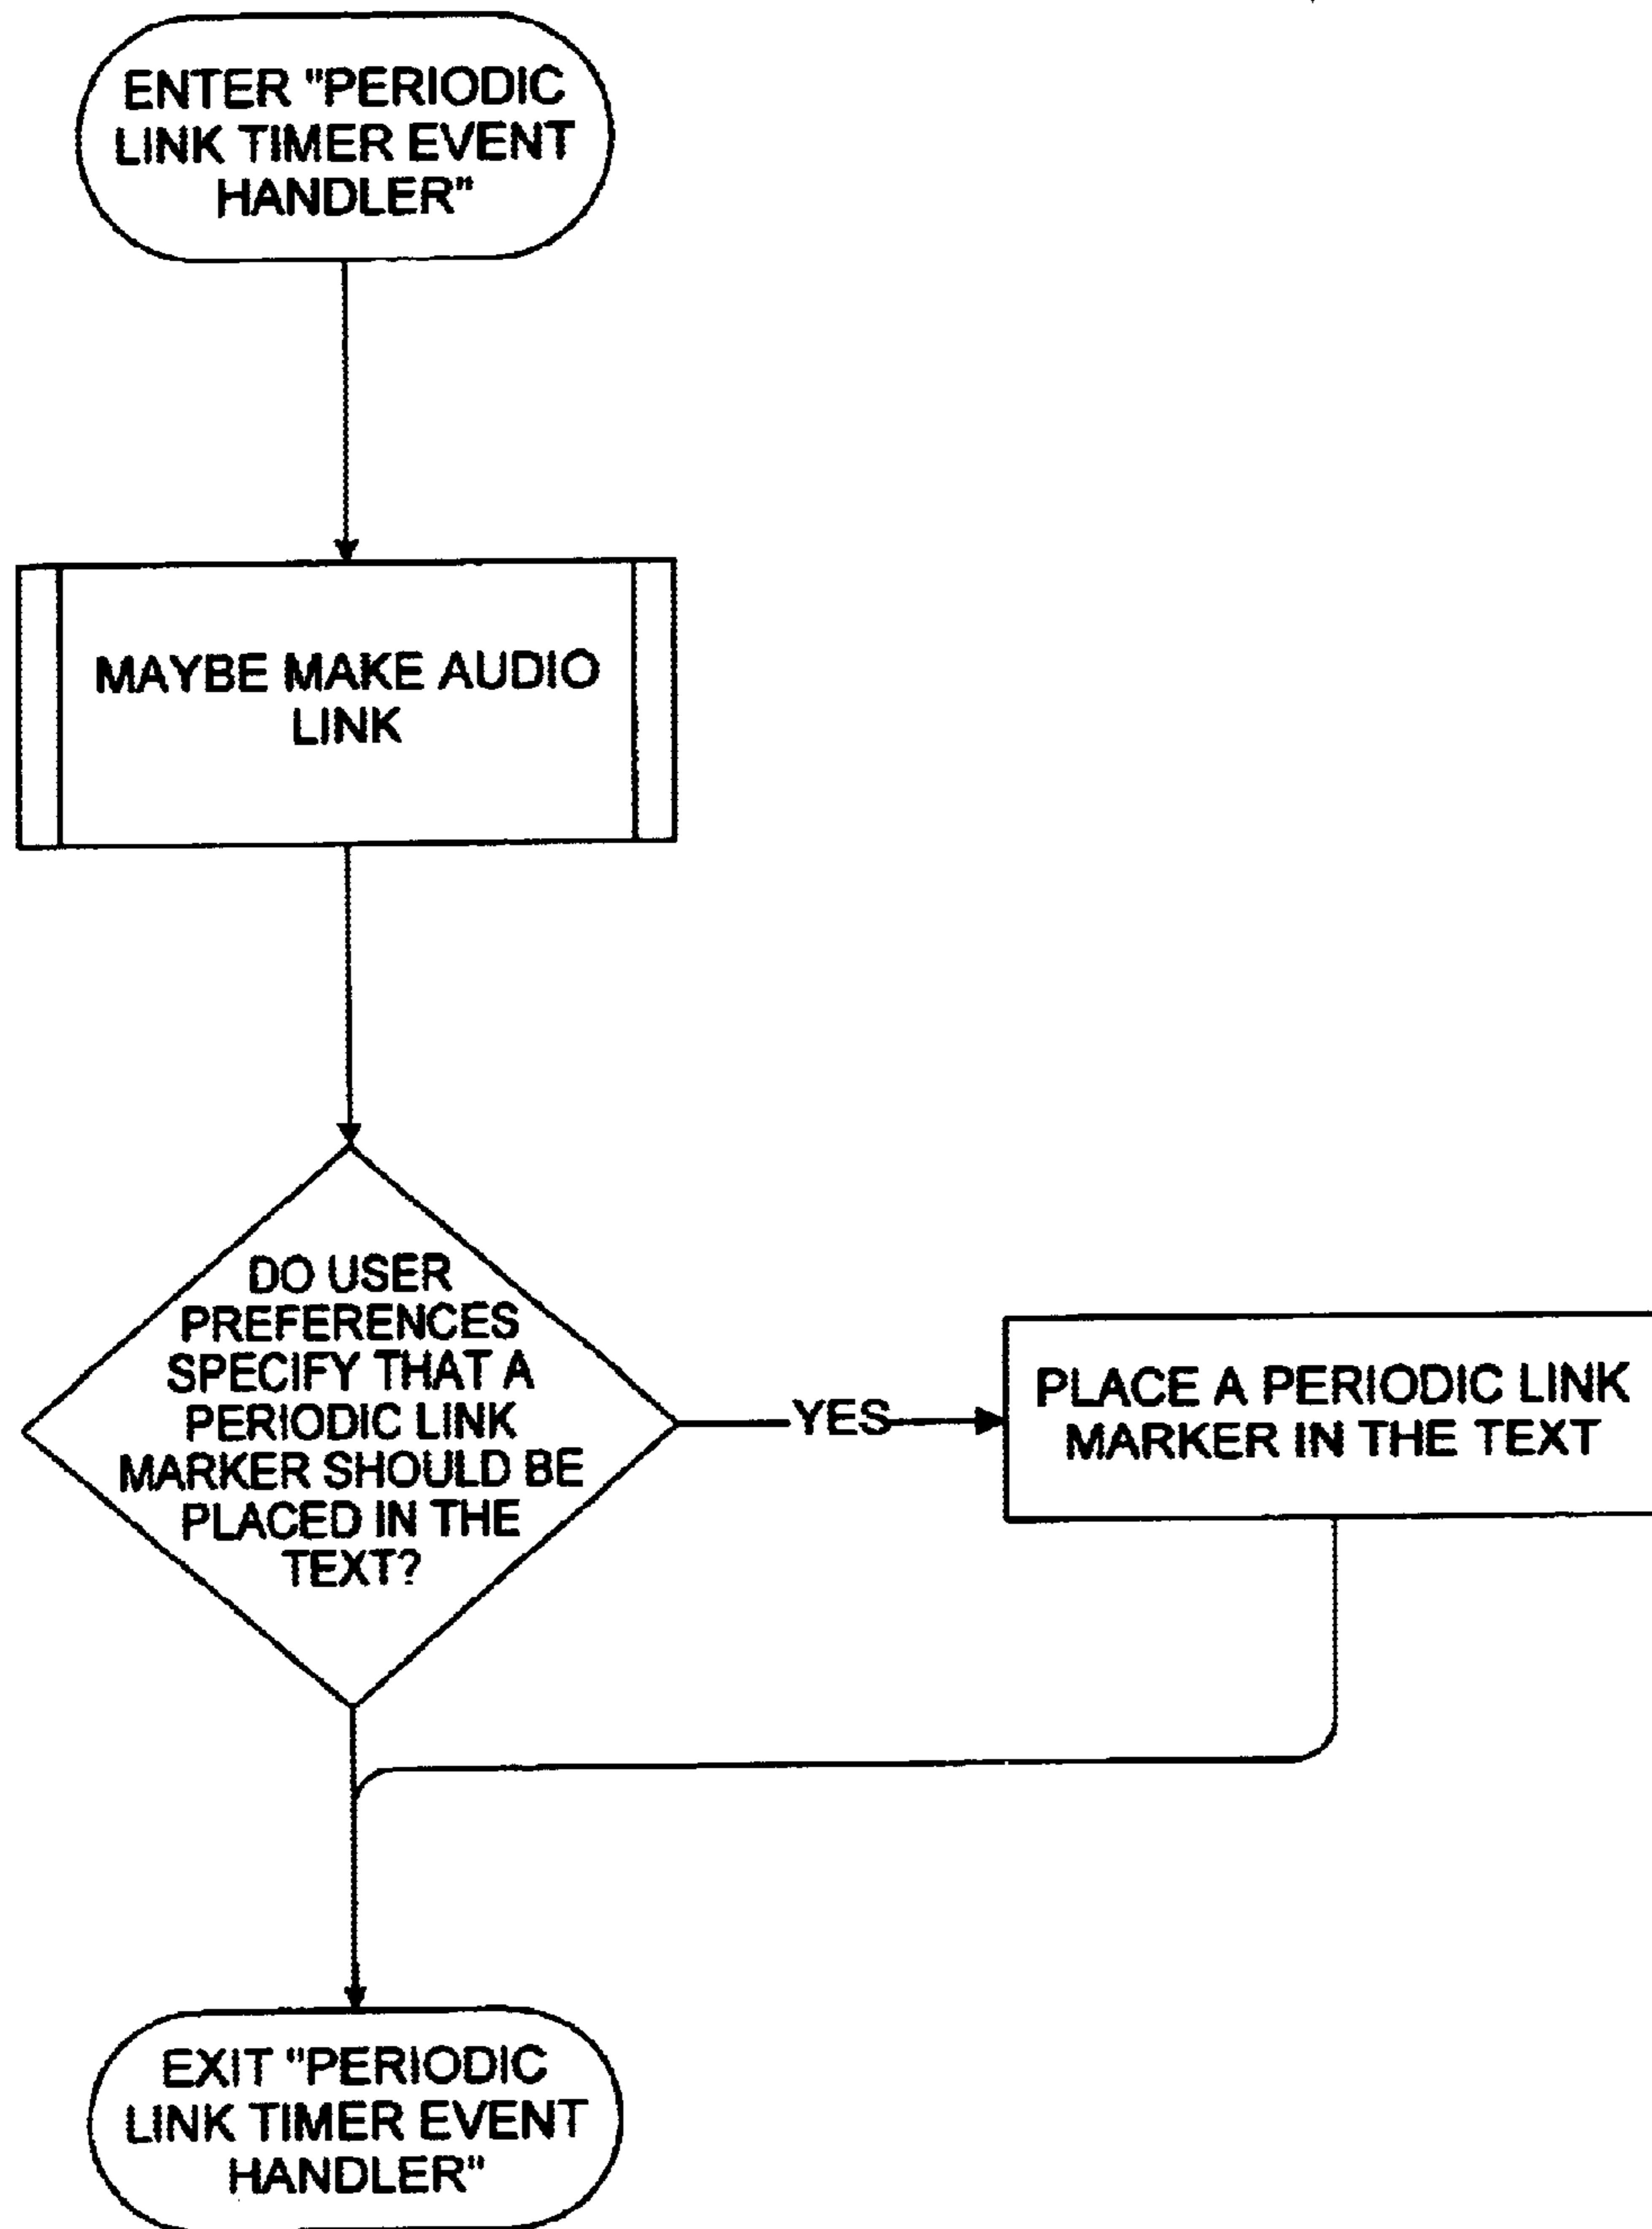 ENTER "PERIODIC
LINK TIMER EVENT
HANDLER"
MAYBE MAKE AUDIO
LINK
DO USER
PREFERENCES
SPECIFY THAT A
PERIODIC LINK
MARKER SHOULD BE
PLACED IN THE
TEXT?
YES
PLACE A PERIODIC LINK
MARKER IN THE TEXT
EXIT "PERIODIC
LINK TIMER EVENT
HANDLER"